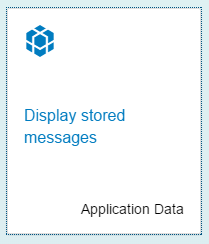 Display stored
messages
Application Data